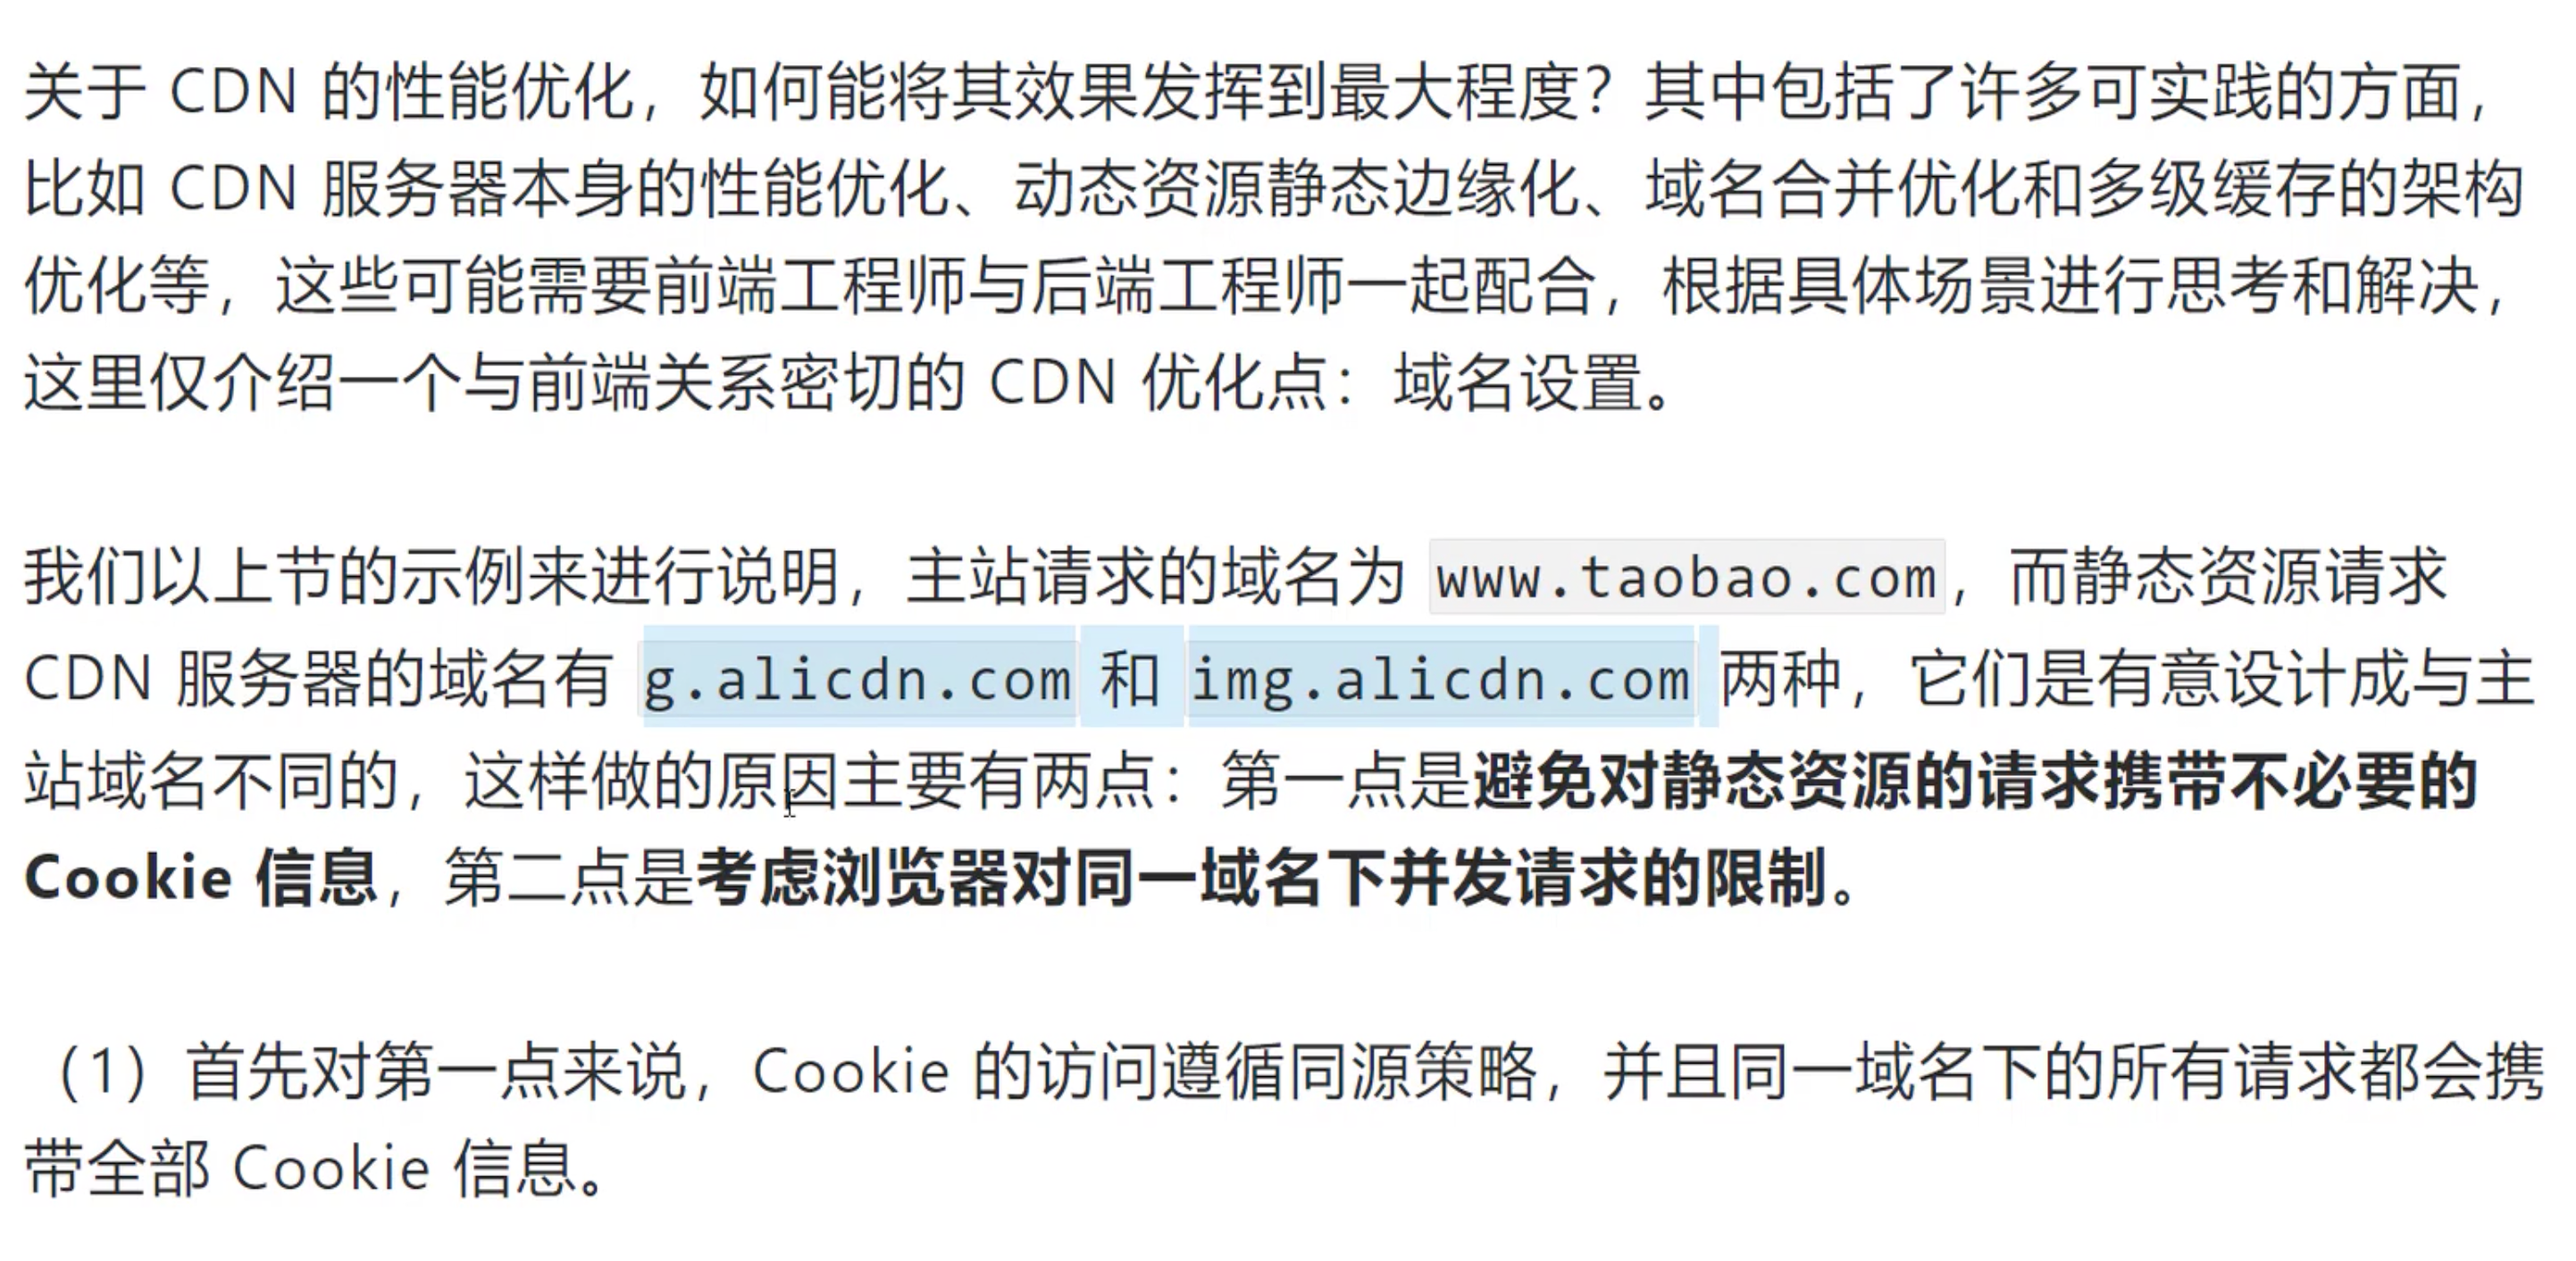 关于 CDN 的性能优化，如何能将其效果发挥到最大程度？其中包括了许多可实践的方面，
比如 CDN 服务器本身的性能优化、动态资源静态边缘化、域名合并优化和多级缓存的架构
优化等，这些可能需要前端工程师与后端工程师一起配合，根据具体场景进行思考和解决，
这里仅介绍一个与前端关系密切的 CDN 优化点：域名设置。
我们以上节的示例来进行说明，主站请求的域名为 www.taobao.com，而静态资源请求
CDN 服务器的域名有 g.alicdn.com 和 img.alicdn.com 两种，它们是有意设计成与主
站域名不同的，这样做的原因主要有两点：第一点是避免对静态资源的请求携带不必要的
Cookie 信息，第二点是考虑浏览器对同一域名下并发请求的限制。
（1）首先对第一点来说，Cookie 的访问遵循同源策略，并且同一域名下的所有请求都会携
带全部 Cookie 信息。